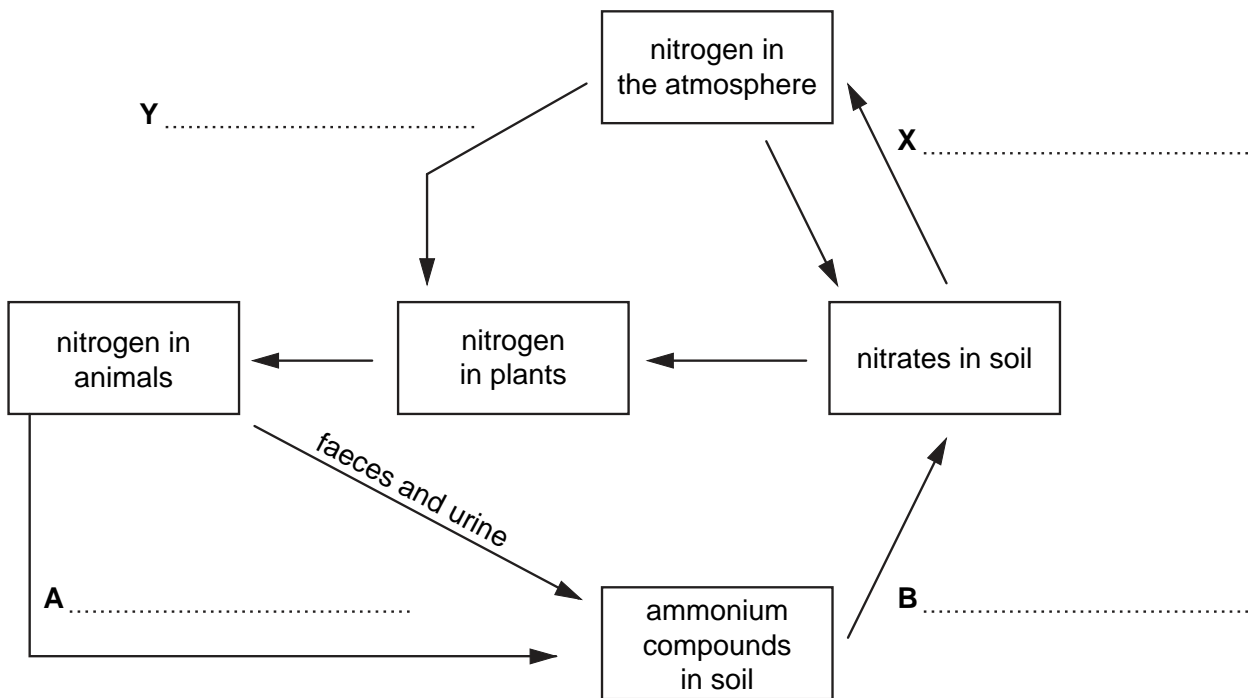 nitrogen in
the atmosphere
Y ........................................
X ..........................................
nitrogen in
animals
nitrogen
in plants
nitrates in soil
faeces and urine
A ............................................
B ..........................................
ammonium
compounds
in soil